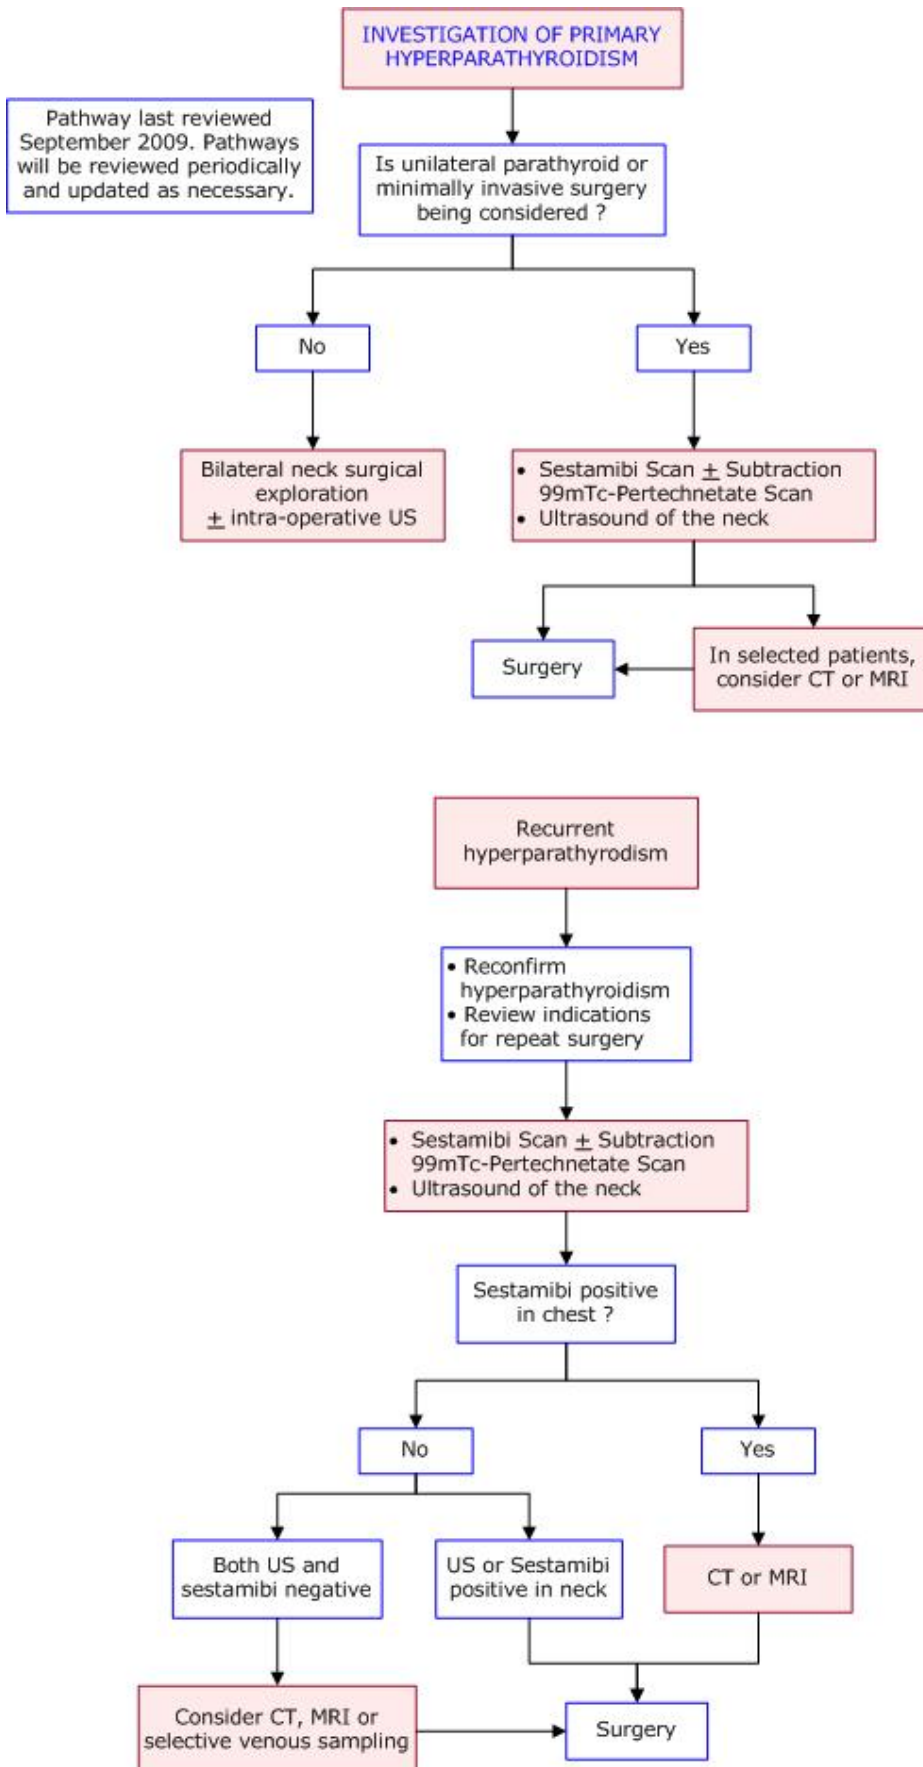 INVESTIGATION OF PRIMARY
HYPERPARATHYROIDISM
Pathway last reviewed
September 2009. Pathways
will be reviewed periodically
and updated as necessary.
Is unilateral parathyroid or
minimally invasive surgery
being considered ?
No
Yes
Bilateral neck surgical
exploration
± intra-operative US
• Sestamibi Scan ± Subtraction
99mTc-Pertechnetate Scan
• Ultrasound of the neck
Surgery
In selected patients,
consider CT or MRI
Recurrent
hyperparathyrodism
• Reconfirm
hyperparathyroidism
• Review indications
for repeat surgery
• Sestamibi Scan ± Subtraction
99mTc-Pertechnetate Scan
• Ultrasound of the neck
Sestamibi positive
in chest ?
No
Yes
Both US and
sestamibi negative
US or Sestamibi
positive in neck
CT or MRI
Consider CT, MRI or
selective venous sampling
Surgery